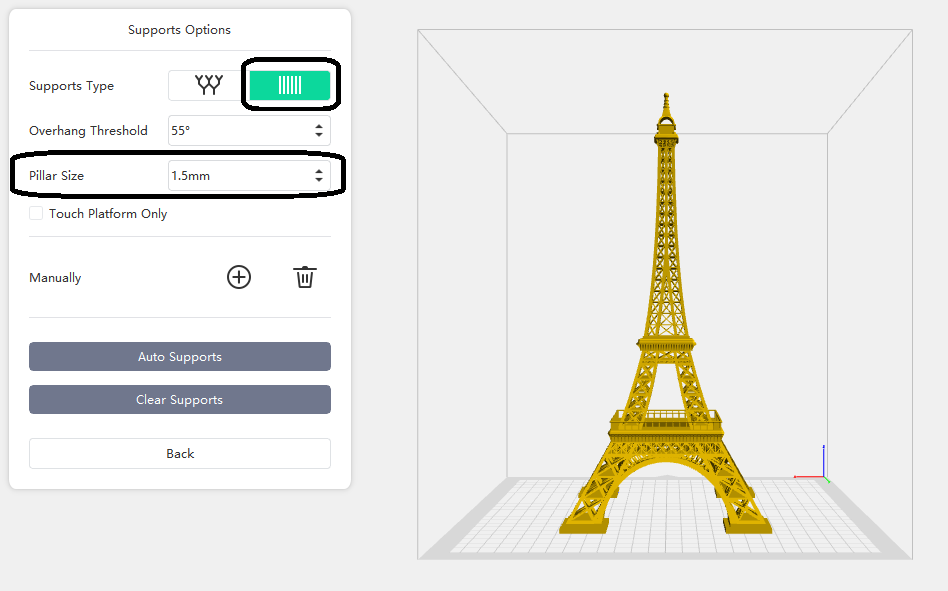 Supports Options
Supports Type
Overhang Threshold 55°
Pillar Size 1.5mm
Touch Platform Only
Manually
Auto Supports
Clear Supports
Back